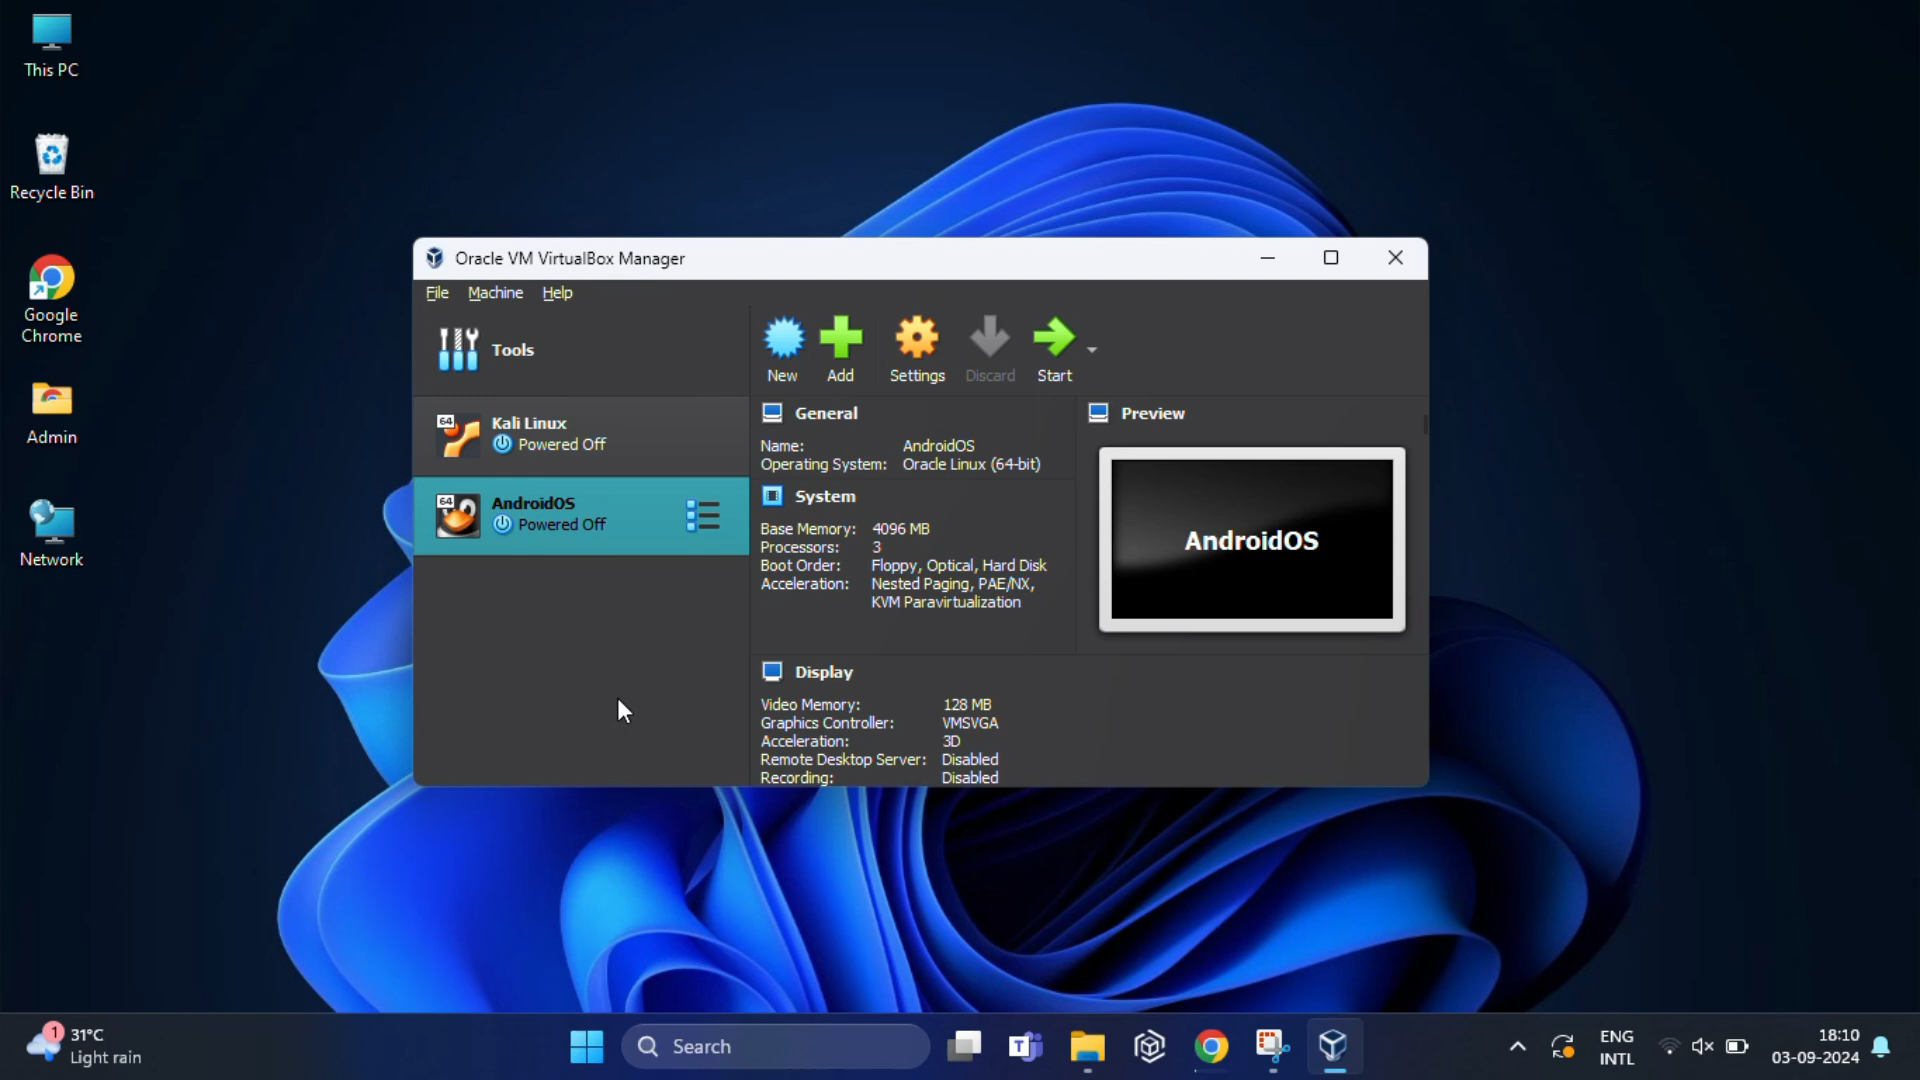 This PC
Recycle Bin
Google
Chrome
Admin
Network
Oracle VM VirtualBox Manager
File Machine Help
Tools
New Add Settings Discard Start
64
Kali Linux
Powered Off
64
AndroidOS
Powered Off
General
Name: AndroidOS
Operating System: Oracle Linux (64-bit)
System
Base Memory: 4096 MB
Processors: 3
Boot Order: Floppy, Optical, Hard Disk
Acceleration: Nested Paging, PAE/NX,
KVM Paravirtualization
Preview
AndroidOS
Display
Video Memory: 128 MB
Graphics Controller: VMSVGA
Acceleration: 3D
Remote Desktop Server: Disabled
Recording: Disabled
1
31°C
Light rain
Search
T
ENG
INTL
18:10
03-09-2024